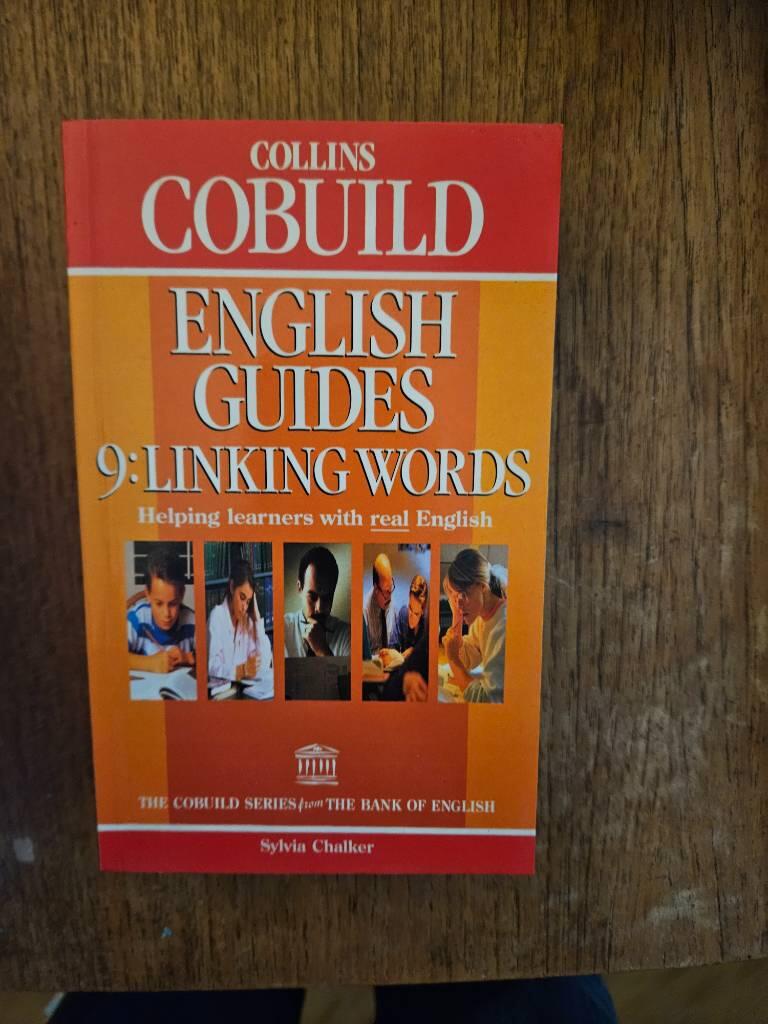 COLLINS
COBUILD
ENGLISH
GUIDES
9:LINKING WORDS
Helping learners with real English
THE COBUILD SERIES from THE BANK OF ENGLISH
Sylvia Chalker